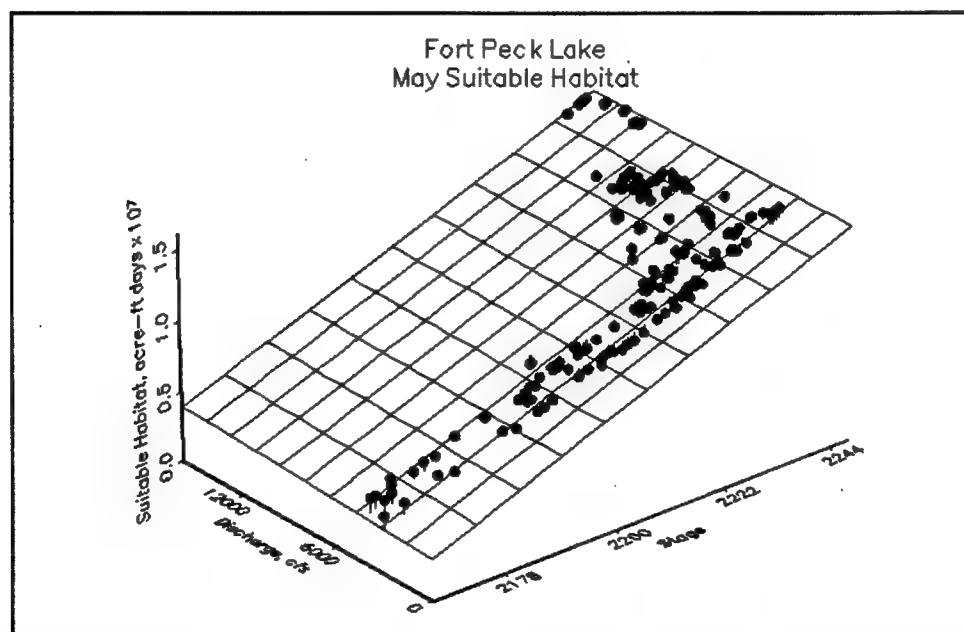 Fort Peck Lake
May Suitable Habitat
Suitable Habitat, acre-ft days x 10⁷
1.5
1.0
0.5
0.0
12000
6000
0
Discharge, cfs
2178
2200
2222
2244
Stage